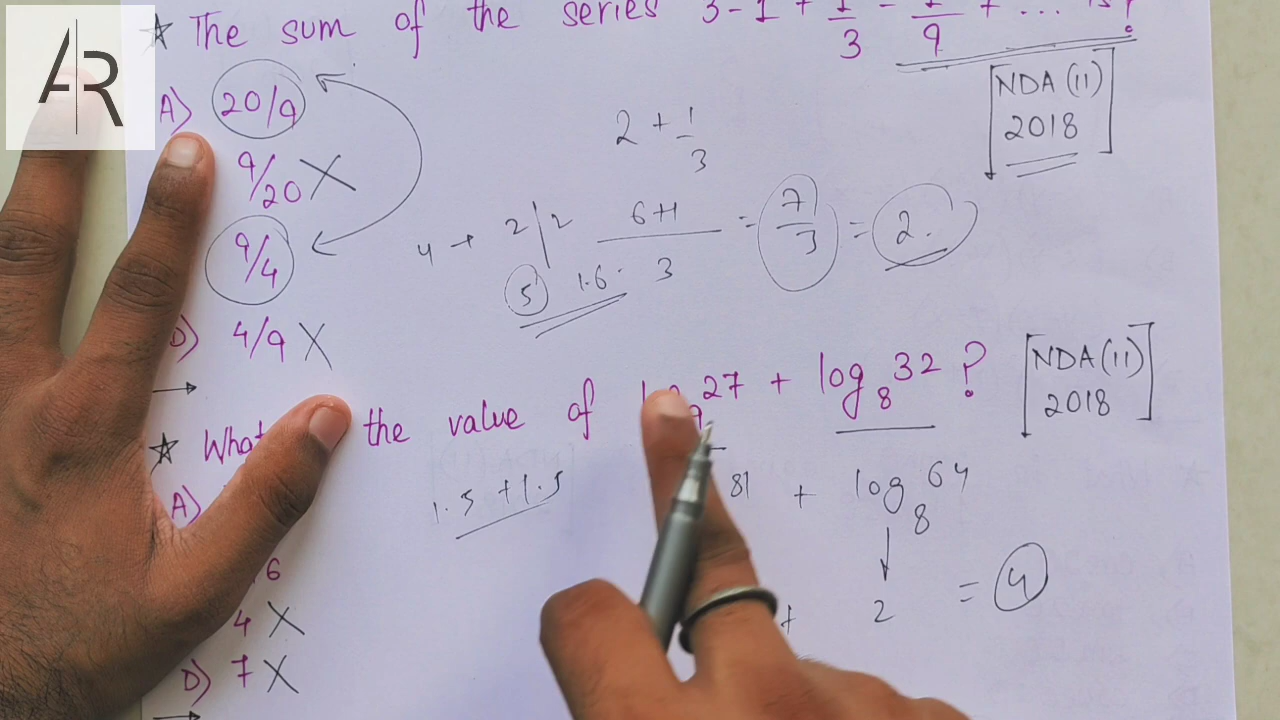 AR
☆ The sum of the series 3 - 1 + 1/3 - 1/9 + ... is?
[NDA (11) 2018]
A) 20/9
9/20 X
9/4
D) 4/9 X
2 + 1/3
4 → 2/2 6+1/3 = 7/3 = 2.
5 1.6
☆ What the value of 27 + log₈ 32 ? [NDA (11) 2018]
1.5 + 1.5
81 + log₈ 64
A)
6
+ 2 = 4
4 X
D) 7 X